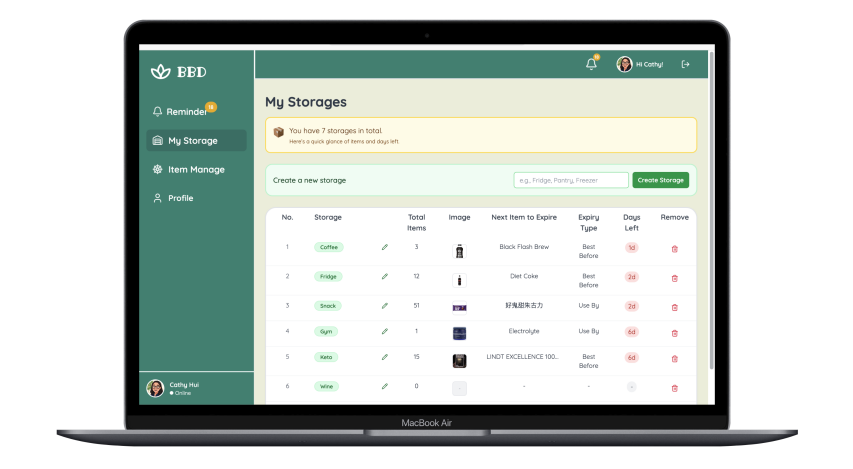 BBD
Hi Cathy!
Reminder
My Storage
Item Manage
Profile
Cathy Hui
Online
My Storages
You have 7 storages in total.
Here's a quick glance of items and days left.
Create a new storage
e.g., Fridge, Pantry, Freezer
Create Storage
No. Storage Total Items Image Next Item to Expire Expiry Type Days Left Remove
1 Coffee 3 Black Flash Brew Best Before 1d
2 Fridge 12 Diet Coke Best Before 2d
3 Snack 51 好鬼甜朱古力 Use By 2d
4 Gym 1 Electrolyte Use By 6d
5 Keto 15 LINDT EXCELLENCE 100... Best Before 6d
6 Wine 0 - - -
MacBook Air